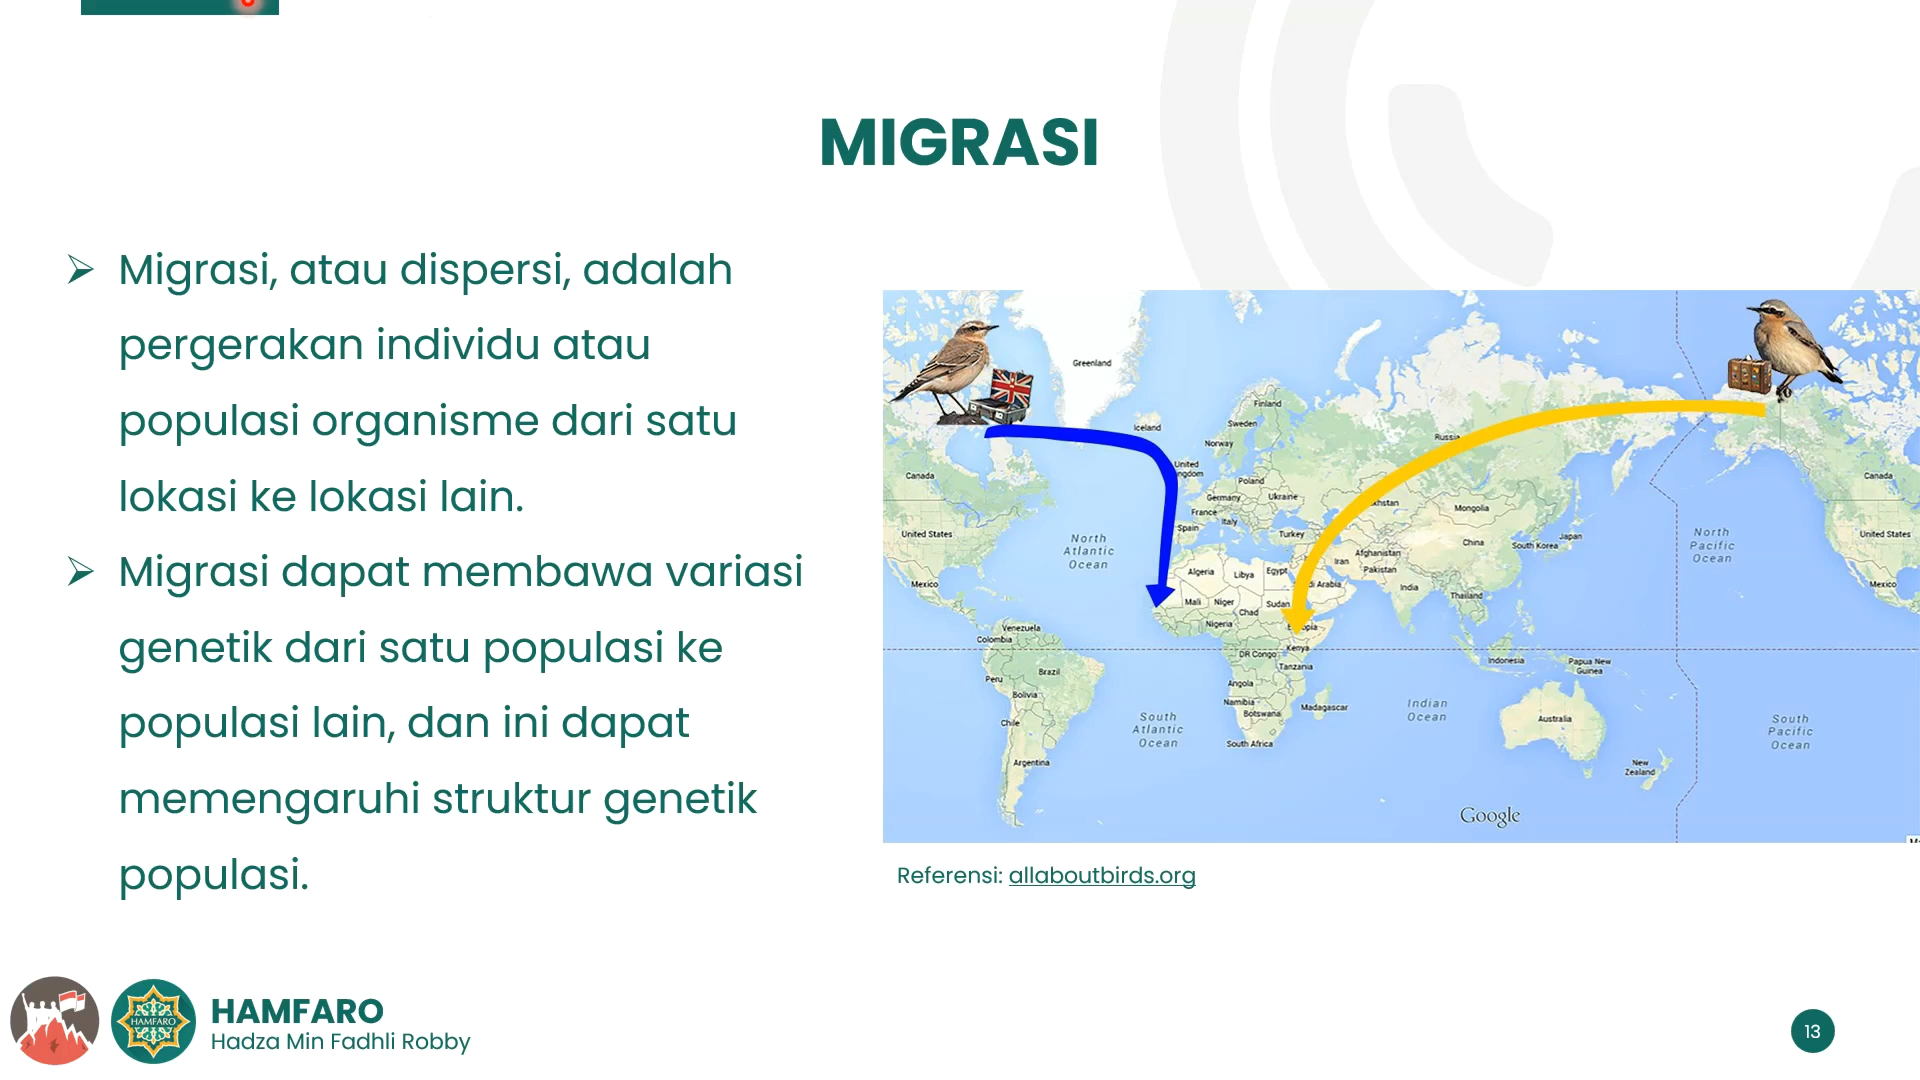 MIGRASI
Migrasi, atau dispersi, adalah
pergerakan individu atau
populasi organisme dari satu
lokasi ke lokasi lain.
Migrasi dapat membawa variasi
genetik dari satu populasi ke
populasi lain, dan ini dapat
memengaruhi struktur genetik
populasi.
Greenland
Iceland
Finland
Sweden
Norway
Russia
United
Kingdom
Poland
Germany
Ukraine
France
Italy
Spain
Turkey
Mongolia
China
Japan
South Korea
Afghanistan
Iran
Pakistan
India
Thailand
Algeria
Libya
Egypt
Mali
Niger
Chad
Sudan
Nigeria
DR Congo
Kenya
Tanzania
Angola
Namibia
Botswana
Madagascar
South Africa
Canada
United States
Mexico
Venezuela
Colombia
Peru
Brazil
Bolivia
Chile
Argentina
Indonesia
Papua New
Guinea
Australia
New
Zealand
Canada
United States
Mexico
North
Atlantic
Ocean
South
Atlantic
Ocean
Indian
Ocean
North
Pacific
Ocean
South
Pacific
Ocean
Google
Referensi: allaboutbirds.org
HAMFARO
HAMFARO
Hadza Min Fadhli Robby
13